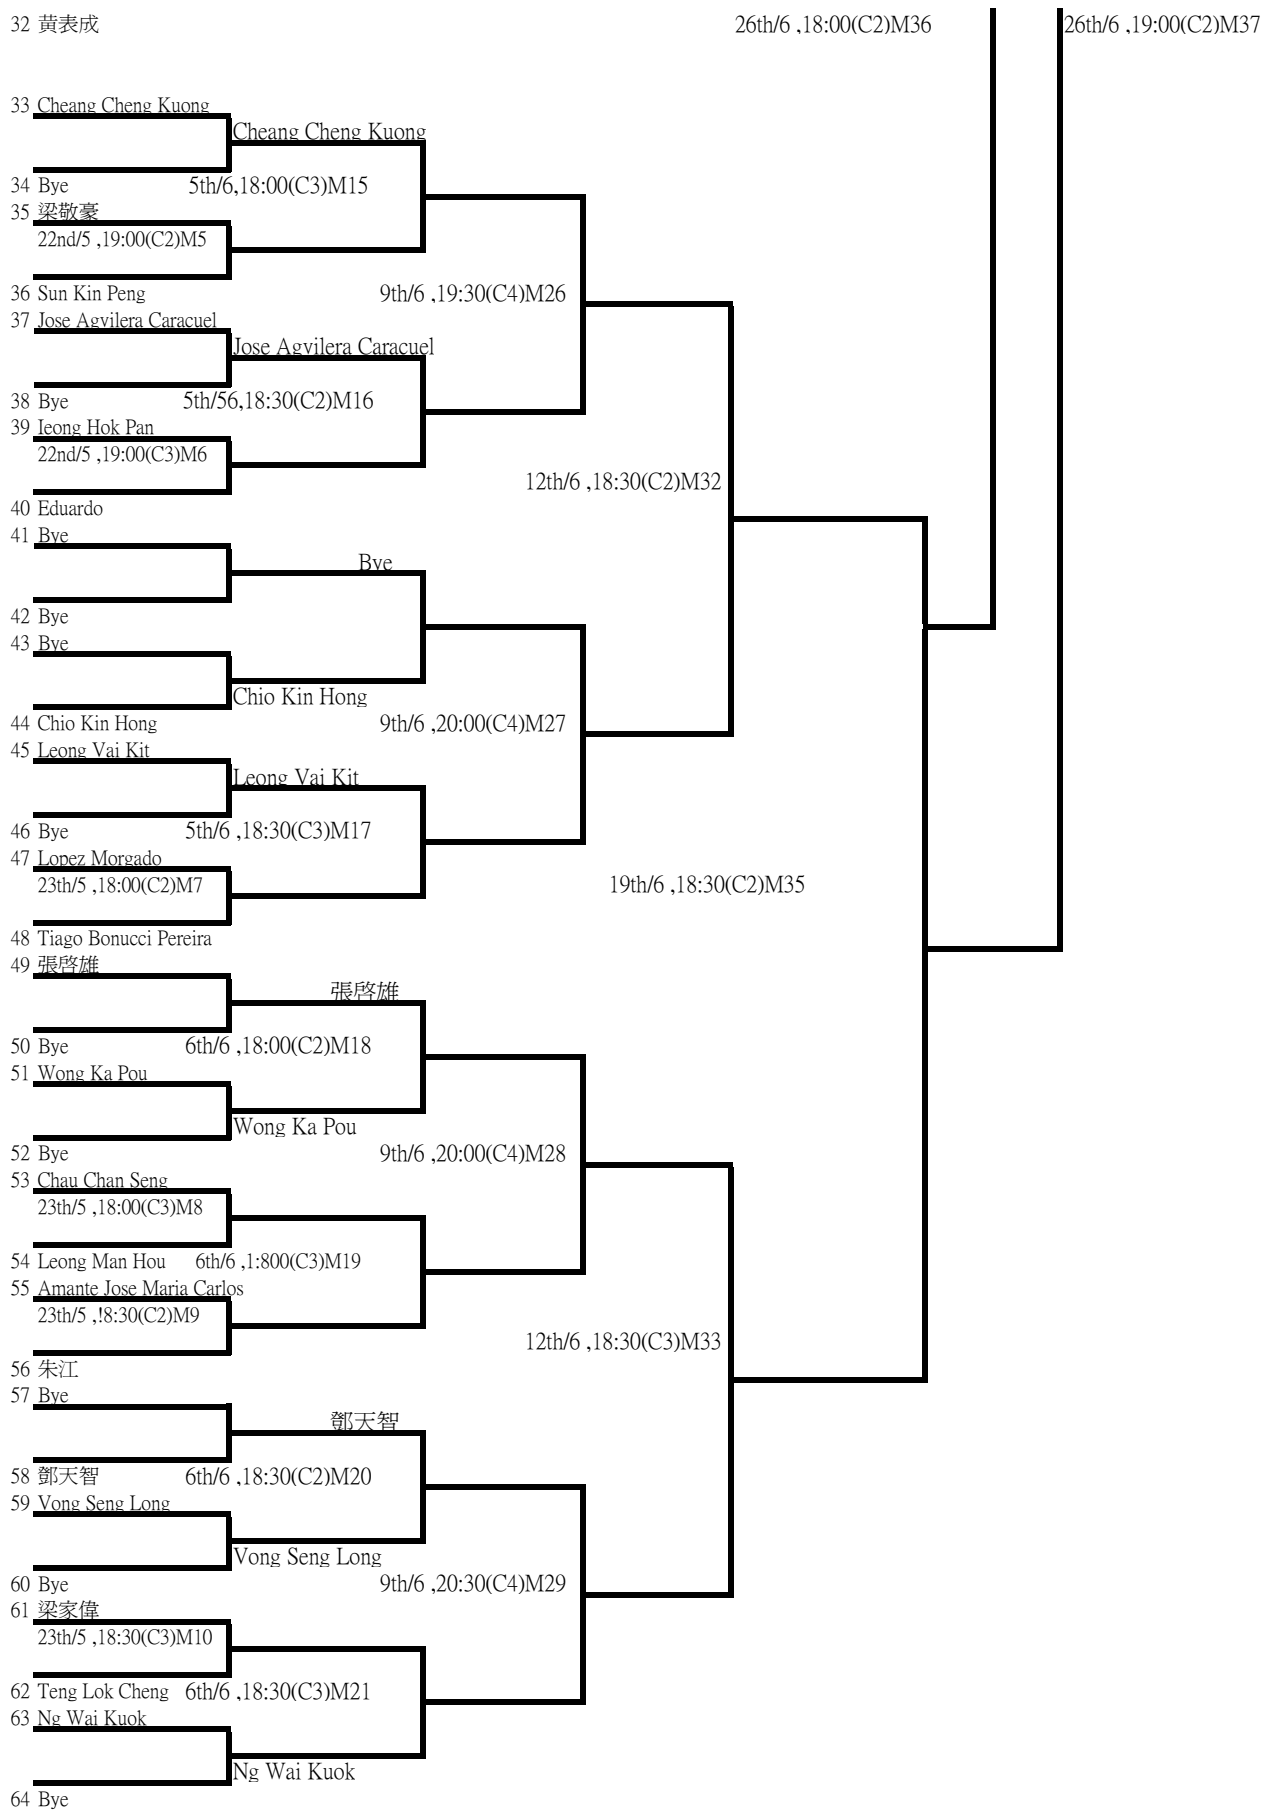 32 黃表成 26th/6 ,18:00(C2)M36 26th/6 ,19:00(C2)M37
33 Cheang Cheng Kuong
Cheang Cheng Kuong
34 Bye 5th/6,18:00(C3)M15
35 梁敬豪
22nd/5 ,19:00(C2)M5
36 Sun Kin Peng 9th/6 ,19:30(C4)M26
37 Jose Agvilera Caracuel
Jose Agvilera Caracuel
38 Bye 5th/56,18:30(C2)M16
39 Ieong Hok Pan
22nd/5 ,19:00(C3)M6
12th/6 ,18:30(C2)M32
40 Eduardo
41 Bye
Bye
42 Bye
43 Bye
Chio Kin Hong
44 Chio Kin Hong 9th/6 ,20:00(C4)M27
45 Leong Vai Kit
Leong Vai Kit
46 Bye 5th/6 ,18:30(C3)M17
47 Lopez Morgado
23th/5 ,18:00(C2)M7 19th/6 ,18:30(C2)M35
48 Tiago Bonucci Pereira
49 張啓雄
張啓雄
50 Bye 6th/6 ,18:00(C2)M18
51 Wong Ka Pou
Wong Ka Pou
52 Bye 9th/6 ,20:00(C4)M28
53 Chau Chan Seng
23th/5 ,18:00(C3)M8
54 Leong Man Hou 6th/6 ,1:800(C3)M19
55 Amante Jose Maria Carlos
23th/5 ,!8:30(C2)M9
12th/6 ,18:30(C3)M33
56 朱江
57 Bye
鄧天智
58 鄧天智 6th/6 ,18:30(C2)M20
59 Vong Seng Long
Vong Seng Long
60 Bye 9th/6 ,20:30(C4)M29
61 梁家偉
23th/5 ,18:30(C3)M10
62 Teng Lok Cheng 6th/6 ,18:30(C3)M21
63 Ng Wai Kuok
Ng Wai Kuok
64 Bye